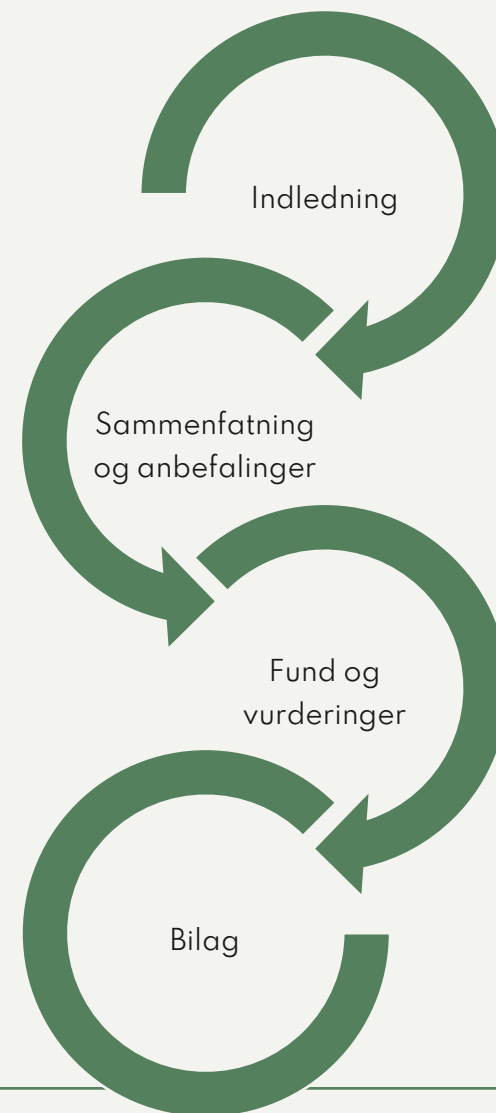 Indledning
Sammenfatning
og anbefalinger
Fund og
vurderinger
Bilag